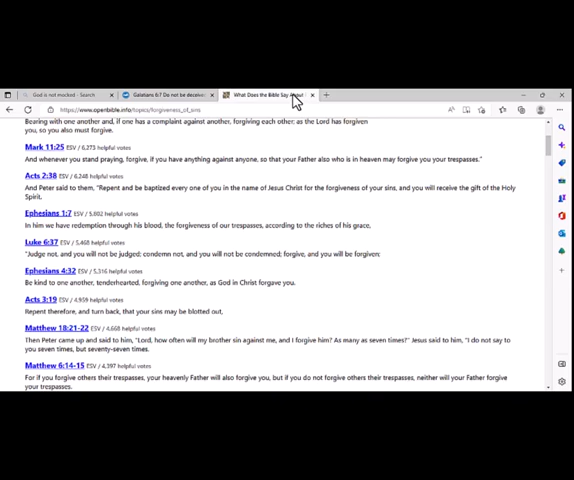 God is not mocked - Search
Galatians 6:7 Do not be deceive
What Does the Bible Say About
https://www.openbible.info/topics/forgiveness_of_sins
Bearing with one another and, if one has a complaint against another, forgiving each other; as the Lord has forgiven
you, so you also must forgive.
Mark 11:25 ESV / 6,273 helpful votes
And whenever you stand praying, forgive, if you have anything against anyone, so that your Father also who is in heaven may forgive you your trespasses."
Acts 2:38 ESV / 6,248 helpful votes
And Peter said to them, "Repent and be baptized every one of you in the name of Jesus Christ for the forgiveness of your sins, and you will receive the gift of the Holy
Spirit.
Ephesians 1:7 ESV / 5,802 helpful votes
In him we have redemption through his blood, the forgiveness of our trespasses, according to the riches of his grace,
Luke 6:37 ESV / 5,468 helpful votes
"Judge not, and you will not be judged; condemn not, and you will not be condemned; forgive, and you will be forgiven;
Ephesians 4:32 ESV / 5,316 helpful votes
Be kind to one another, tenderhearted, forgiving one another, as God in Christ forgave you.
Acts 3:19 ESV / 4,959 helpful votes
Repent therefore, and turn back, that your sins may be blotted out,
Matthew 18:21-22 ESV / 4,668 helpful votes
Then Peter came up and said to him, "Lord, how often will my brother sin against me, and I forgive him? As many as seven times?" Jesus said to him, "I do not say to
you seven times, but seventy-seven times.
Matthew 6:14-15 ESV / 4,397 helpful votes
For if you forgive others their trespasses, your heavenly Father will also forgive you, but if you do not forgive others their trespasses, neither will your Father forgive
your trespasses.